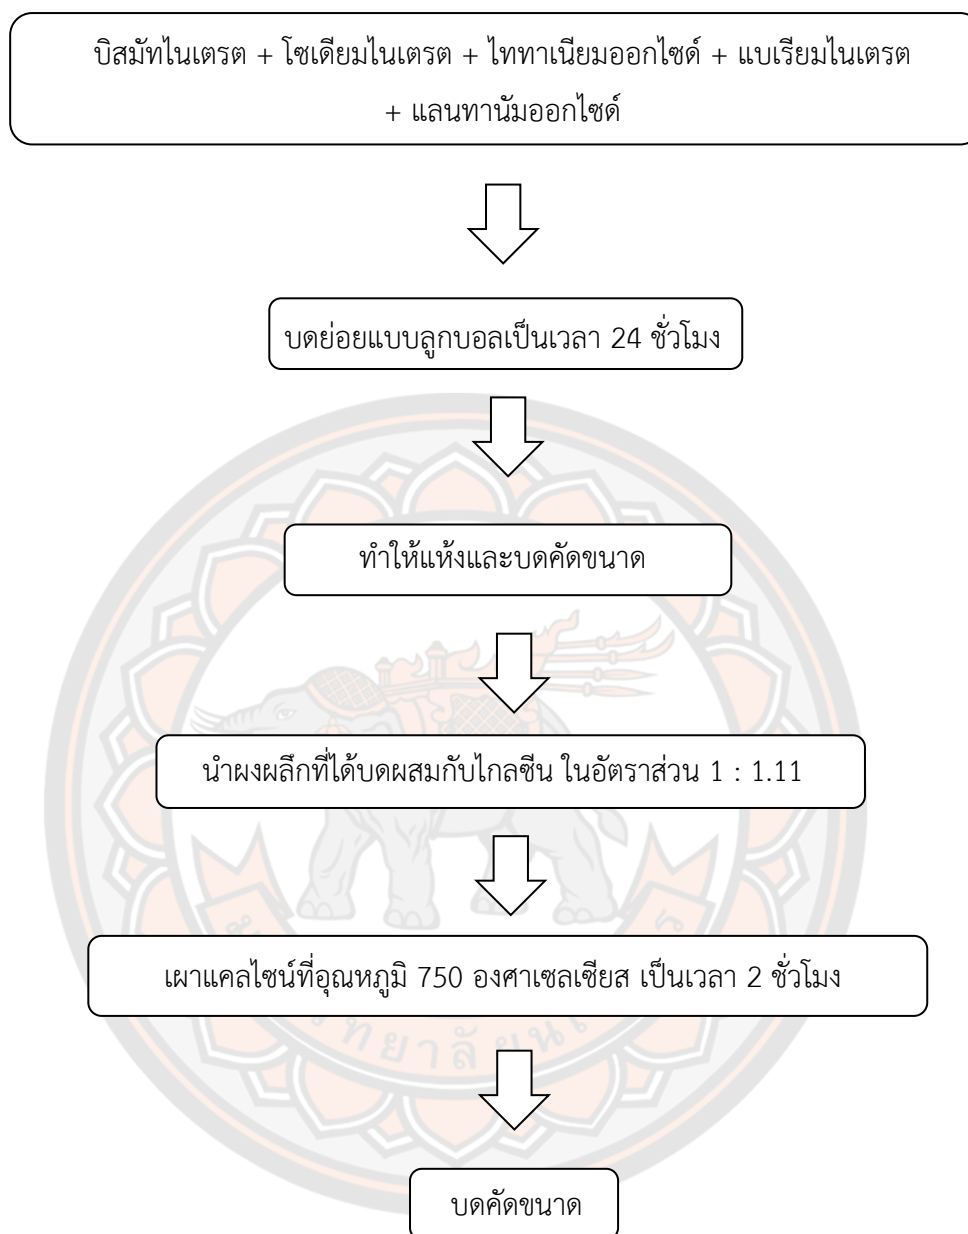 บิสมัทไนเตรต + โซเดียมไนเตรต + ไททาเนียมออกไซด์ + แบเรียมไนเตรต
+ แลนทานัมออกไซด์
บดย่อยแบบลูกบอลเป็นเวลา 24 ชั่วโมง
ทำให้แห้งและบดคัดขนาด
นำผงผลึกที่ได้บดผสมกับไกลซีน ในอัตราส่วน 1 : 1.11
เผาแคลไซน์ที่อุณหภูมิ 750 องศาเซลเซียส เป็นเวลา 2 ชั่วโมง
บดคัดขนาด